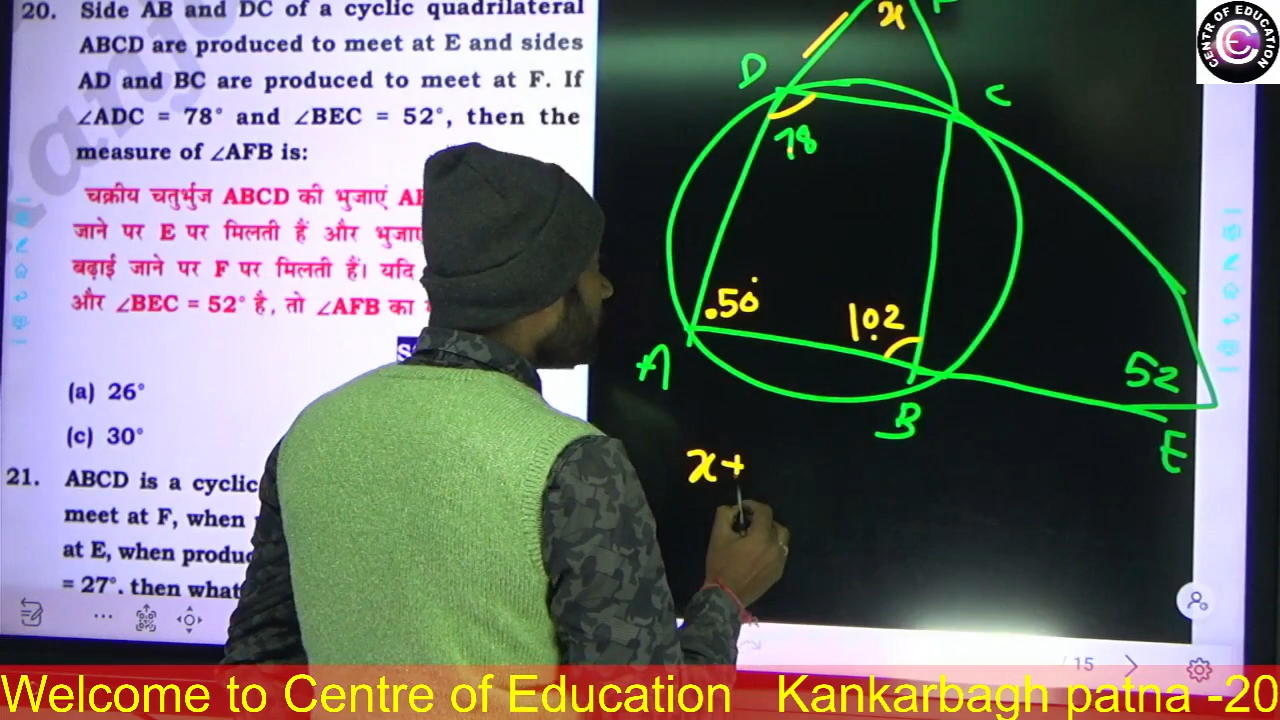 20. Side AB and DC of a cyclic quadrilateral
ABCD are produced to meet at E and sides
AD and BC are produced to meet at F. If
∠ADC = 78° and ∠BEC = 52°, then the
measure of ∠AFB is:
चक्रीय चतुर्भुज ABCD की भुजाएं
जाने पर E पर मिलती हैं और
बढ़ाई जाने पर F पर मिलती हैं। यदि
और ∠BEC = 52° है, तो ∠AFB का
(a) 26°
(c) 30°
21. ABCD is a cyclic
meet at F, when
at E, when
= 27°. then what
x
D
C
78
.50°
102
52
A
B
E
x+
/ 15
CENTR OF EDUCATION
CE
Welcome to Centre of Education Kankarbagh patna -20